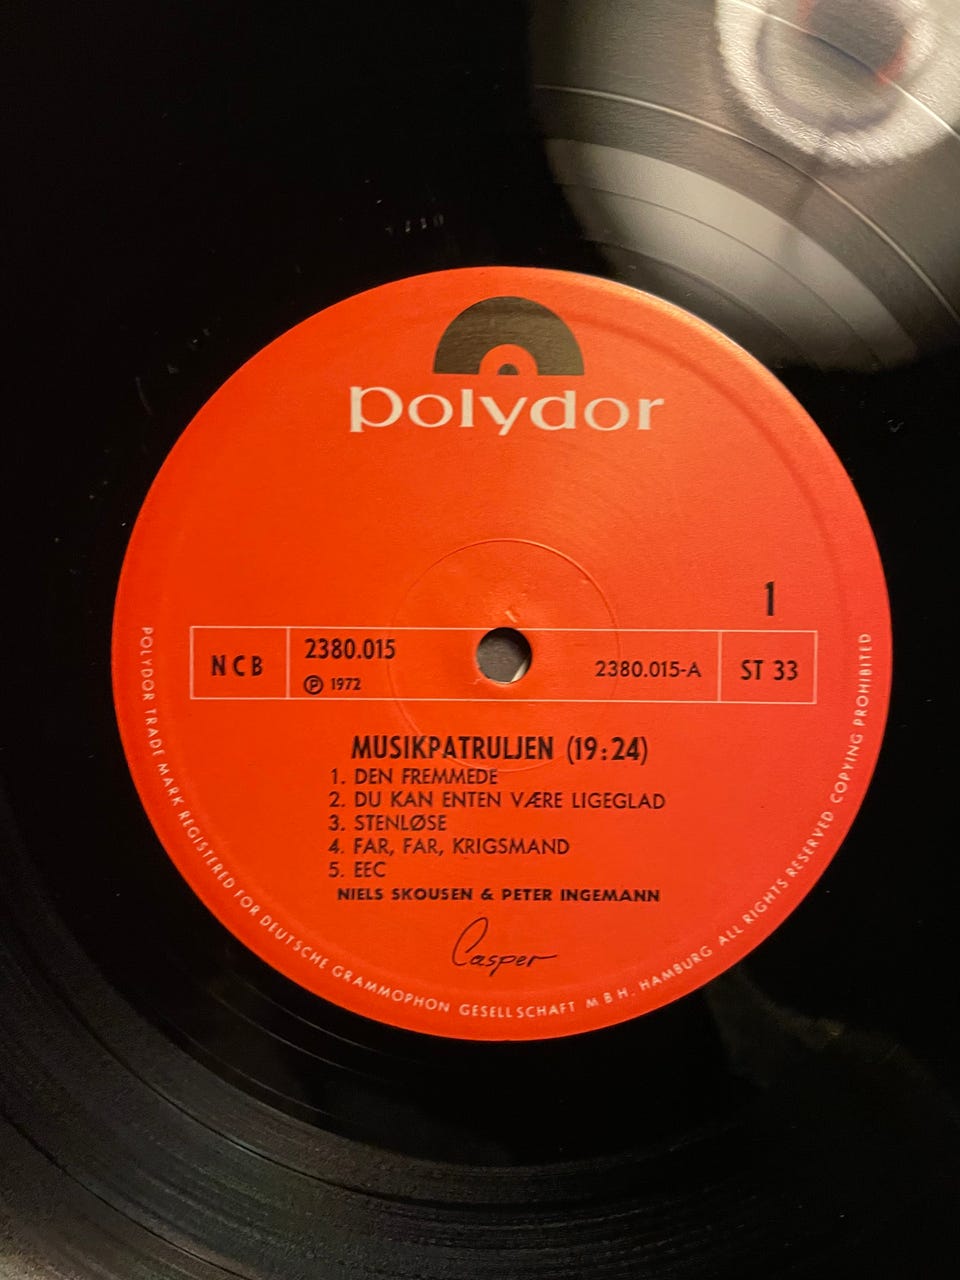 polydor
1
NCB
2380.015
℗ 1972
2380.015-A
ST 33
MUSIKPATRULJEN (19:24)
1. DEN FREMMEDE
2. DU KAN ENTEN VÆRE LIGEGLAD
3. STENLØSE
4. FAR, FAR, KRIGSMAND
5. EEC
NIELS SKOUSEN & PETER INGEMANN
Casper
POLYDOR TRADE MARK REGISTERED FOR DEUTSCHE GRAMMOPHON GESELLSCHAFT MBH. HAMBURG ALL RIGHTS RESERVED COPYING PROHIBITED